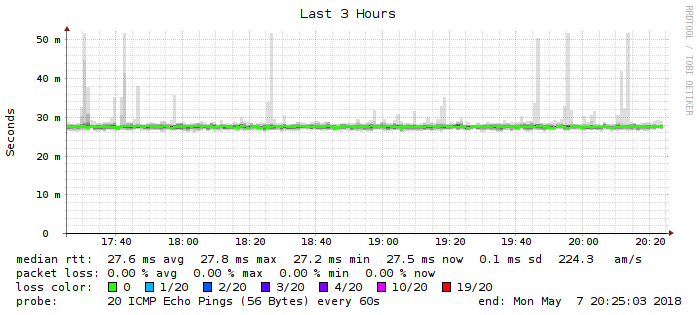 Last 3 Hours
RRDTOOL / TOBI OETIKER
Seconds
50 m
40 m
30 m
20 m
10 m
0
17:40 18:00 18:20 18:40 19:00 19:20 19:40 20:00 20:20
median rtt: 27.6 ms avg 27.8 ms max 27.2 ms min 27.5 ms now 0.1 ms sd 224.3 am/s
packet loss: 0.00 % avg 0.00 % max 0.00 % min 0.00 % now
loss color: 0 1/20 2/20 3/20 4/20 10/20 19/20
probe: 20 ICMP Echo Pings (56 Bytes) every 60s end: Mon May 7 20:25:03 2018